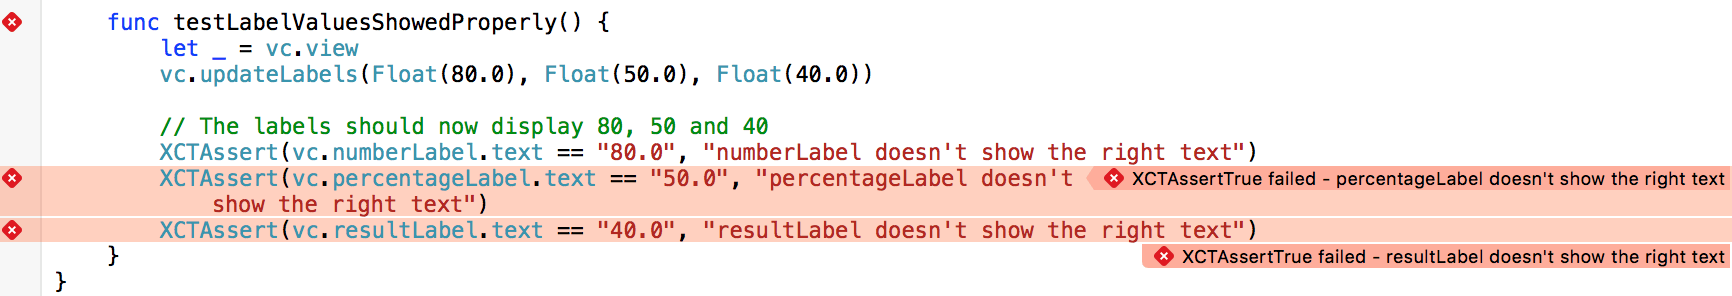 func testLabelValuesShowedProperly() {
let _ = vc.view
vc.updateLabels(Float(80.0), Float(50.0), Float(40.0))
// The labels should now display 80, 50 and 40
XCTAssert(vc.numberLabel.text == "80.0", "numberLabel doesn't show the right text")
XCTAssert(vc.percentageLabel.text == "50.0", "percentageLabel doesn't XCTAssertTrue failed - percentageLabel doesn't show the right text
show the right text")
XCTAssert(vc.resultLabel.text == "40.0", "resultLabel doesn't show the right text")
} XCTAssertTrue failed - resultLabel doesn't show the right text
}